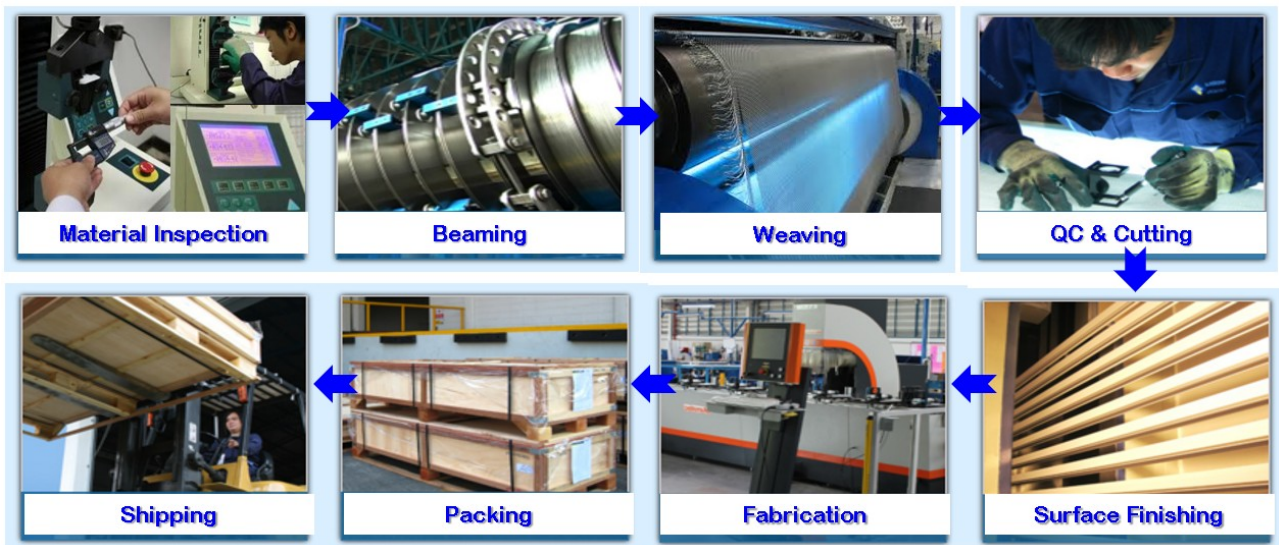 Material Inspection
Beaming
Weaving
QC & Cutting
Shipping
Packing
Fabrication
Surface Finishing